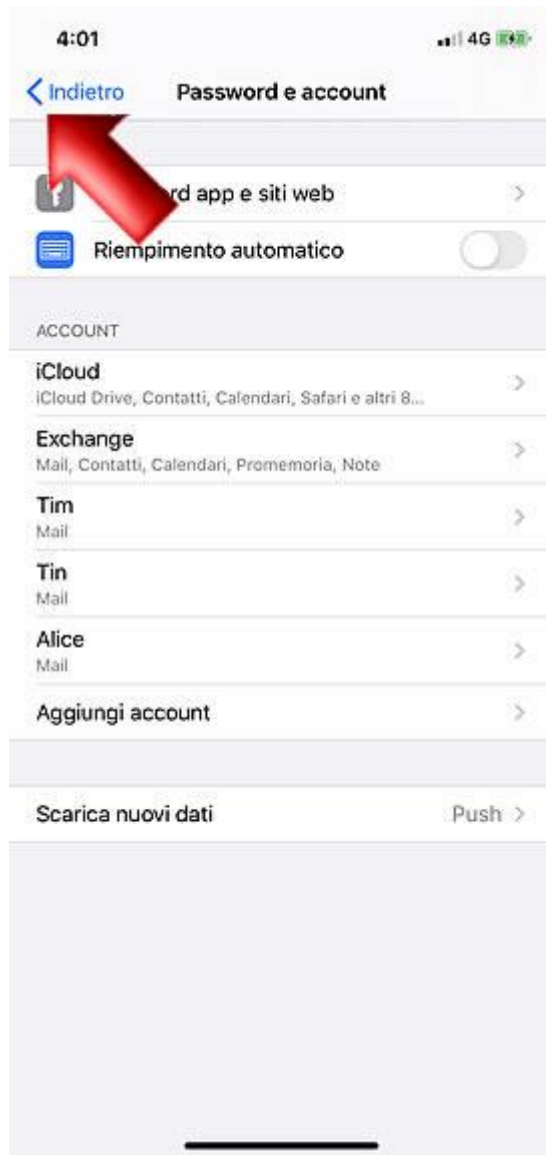 4:01 4G
Indietro Password e account
rd app e siti web
Riempimento automatico
ACCOUNT
iCloud
iCloud Drive, Contatti, Calendari, Safari e altri 8...
Exchange
Mail, Contatti, Calendari, Promemoria, Note
Tim
Mail
Tin
Mail
Alice
Mail
Aggiungi account
Scarica nuovi dati Push